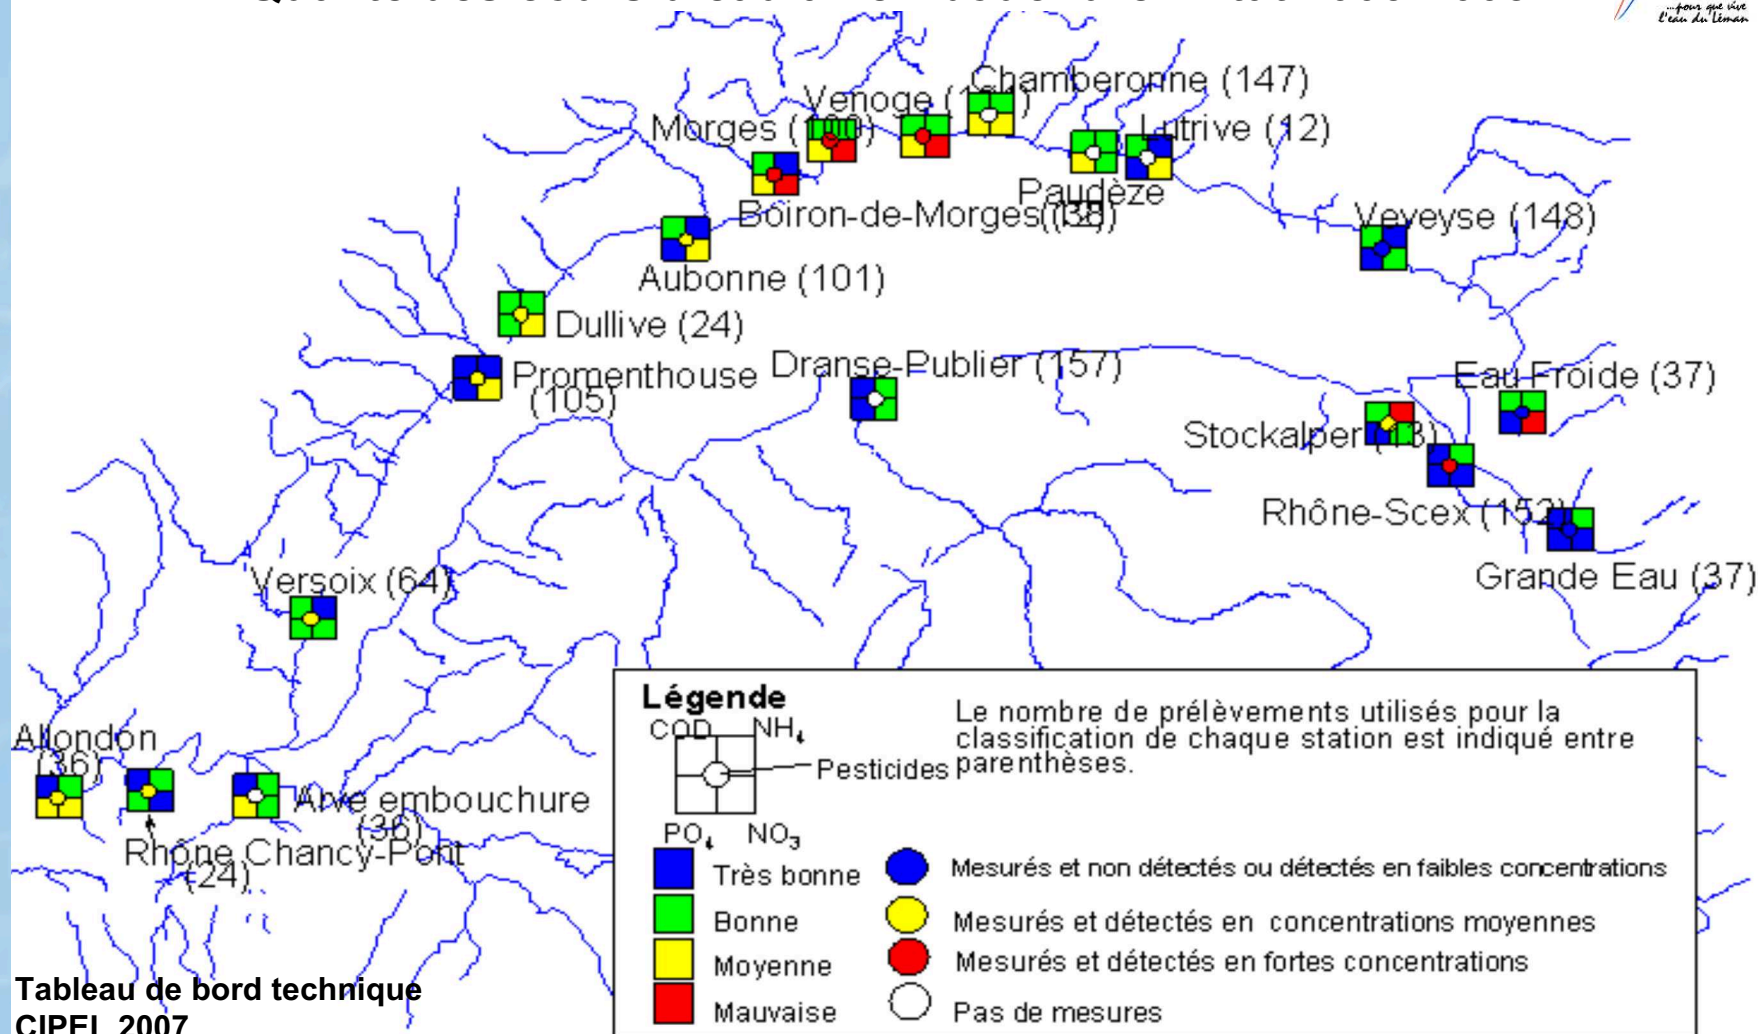 ...pour que vive
l'eau du Léman
Chamberonne (147)
Venoge
Morges
Lutrive (12)
Paudèze
Boiron-de-Morges
Veveyse (148)
Aubonne (101)
Dullive (24)
Promenthouse
(105)
Dranse-Publier (157)
Eau Froide (37)
Stockalper
Rhône-Scex (152)
Grande Eau (37)
Versoix (64)
Allondon
(36)
Arve embouchure
(36)
Rhône Chancy-Pont
(24)
Légende
COD NH₄
Pesticides
PO₄ NO₃
Le nombre de prélèvements utilisés pour la
classification de chaque station est indiqué entre
parenthèses.
Très bonne
Bonne
Moyenne
Mauvaise
Mesurés et non détectés ou détectés en faibles concentrations
Mesurés et détectés en concentrations moyennes
Mesurés et détectés en fortes concentrations
Pas de mesures
Tableau de bord technique
CIPEL 2007